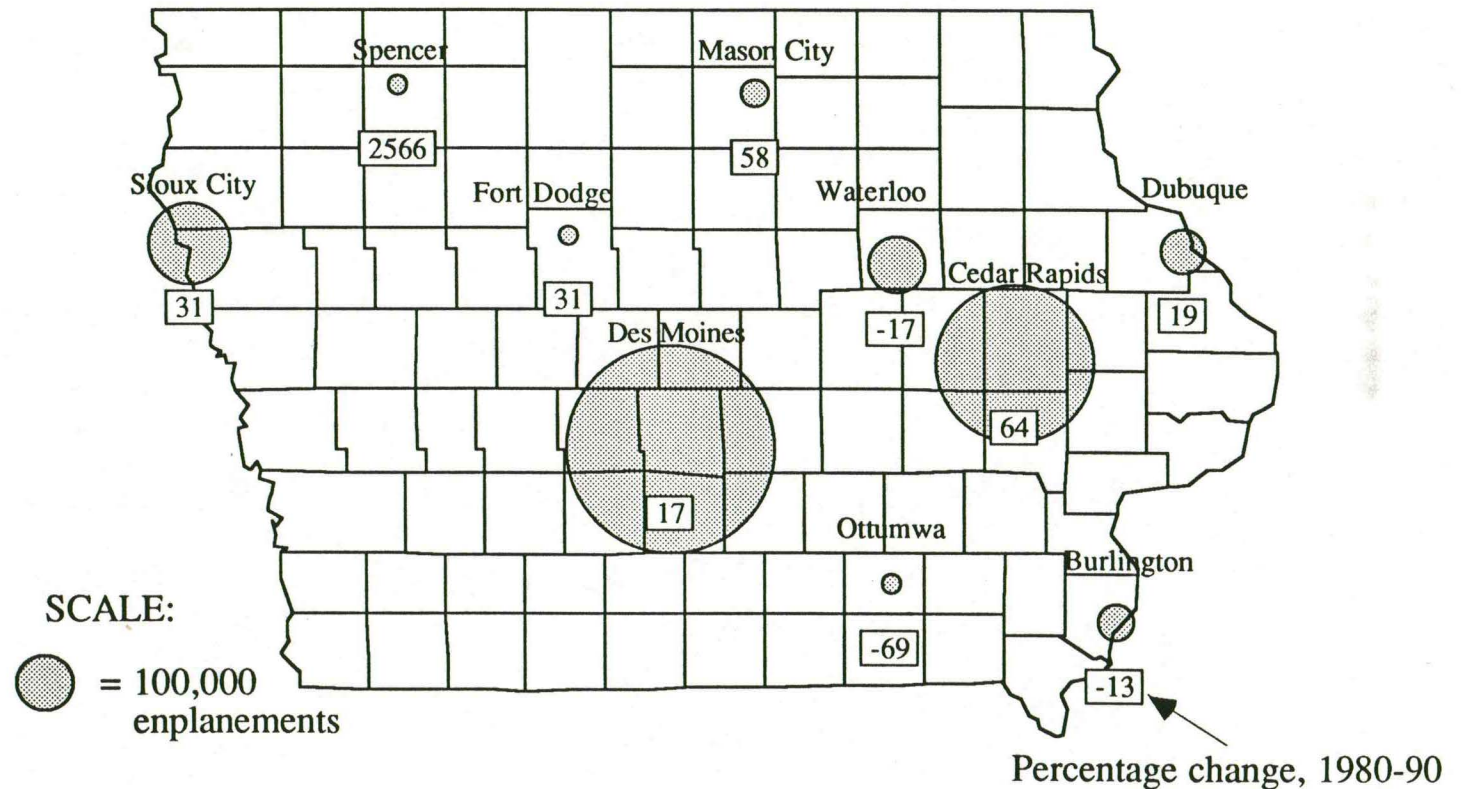 Spencer
Mason City
2566
58
Sioux City
Fort Dodge
Waterloo
Dubuque
31
31
Cedar Rapids
-17
19
Des Moines
64
17
Ottumwa
Burlington
SCALE:
-69
= 100,000
enplanements
-13
Percentage change, 1980-90